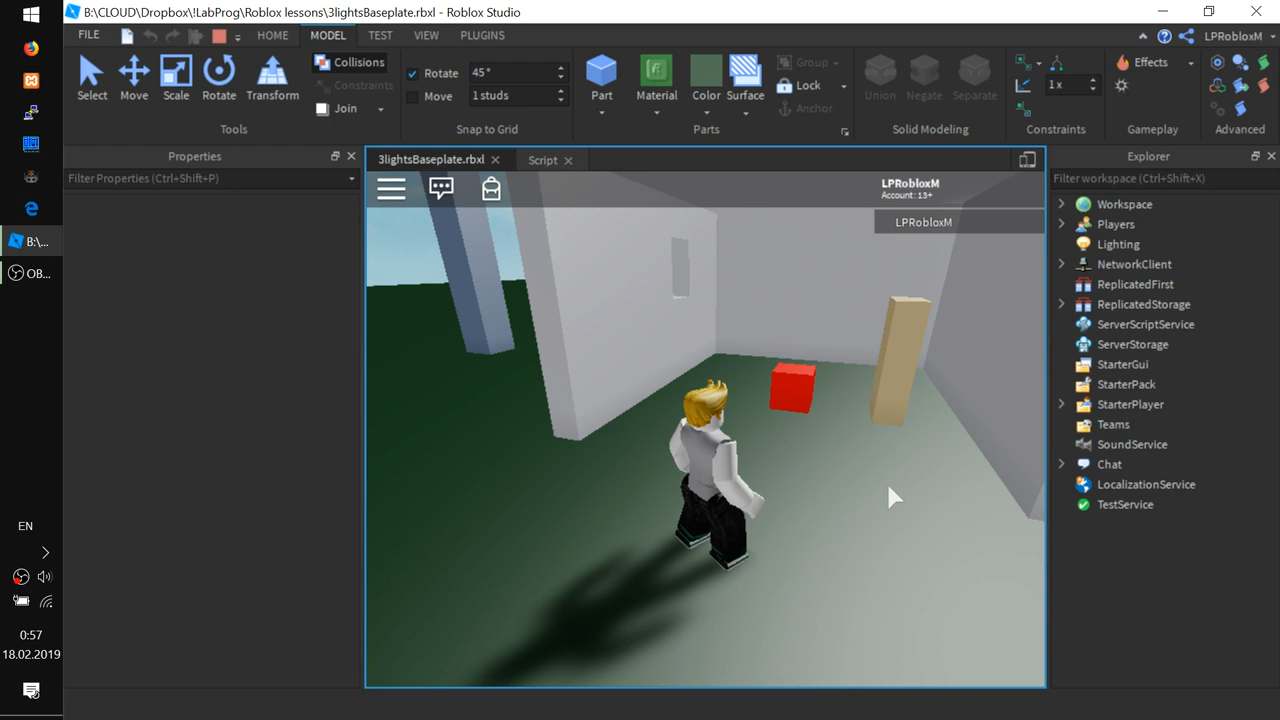 B:\CLOUD\Dropbox\!LabProg\Roblox lessons\3lightsBaseplate.rbxl - Roblox Studio
FILE
HOME
MODEL
TEST
VIEW
PLUGINS
LPRobloxM
Select
Move
Scale
Rotate
Transform
Collisions
Constraints
Join
Tools
Rotate
45°
Move
1 studs
Snap to Grid
Part
Material
Color
Surface
Group
Lock
Anchor
Parts
Union
Negate
Separate
Solid Modeling
1 x
Constraints
Effects
Gameplay
Advanced
Properties
Filter Properties (Ctrl+Shift+P)
3lightsBaseplate.rbxl
Script
LPRobloxM
Account: 13+
LPRobloxM
Explorer
Filter workspace (Ctrl+Shift+X)
Workspace
Players
Lighting
NetworkClient
ReplicatedFirst
ReplicatedStorage
ServerScriptService
ServerStorage
StarterGui
StarterPack
StarterPlayer
Teams
SoundService
Chat
LocalizationService
TestService
B:\...
OB...
EN
0:57
18.02.2019